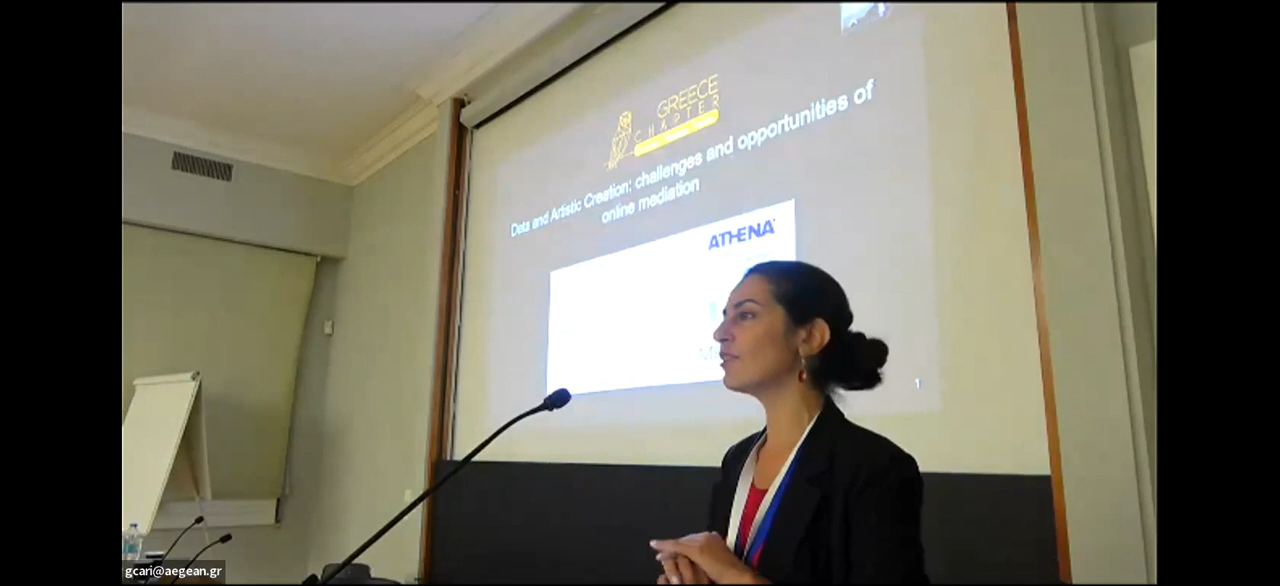 GREECE
CHAPTER
Data and Artistic Creation: challenges and opportunities of
online mediation
ATHENA
1
gcari@aegean.gr